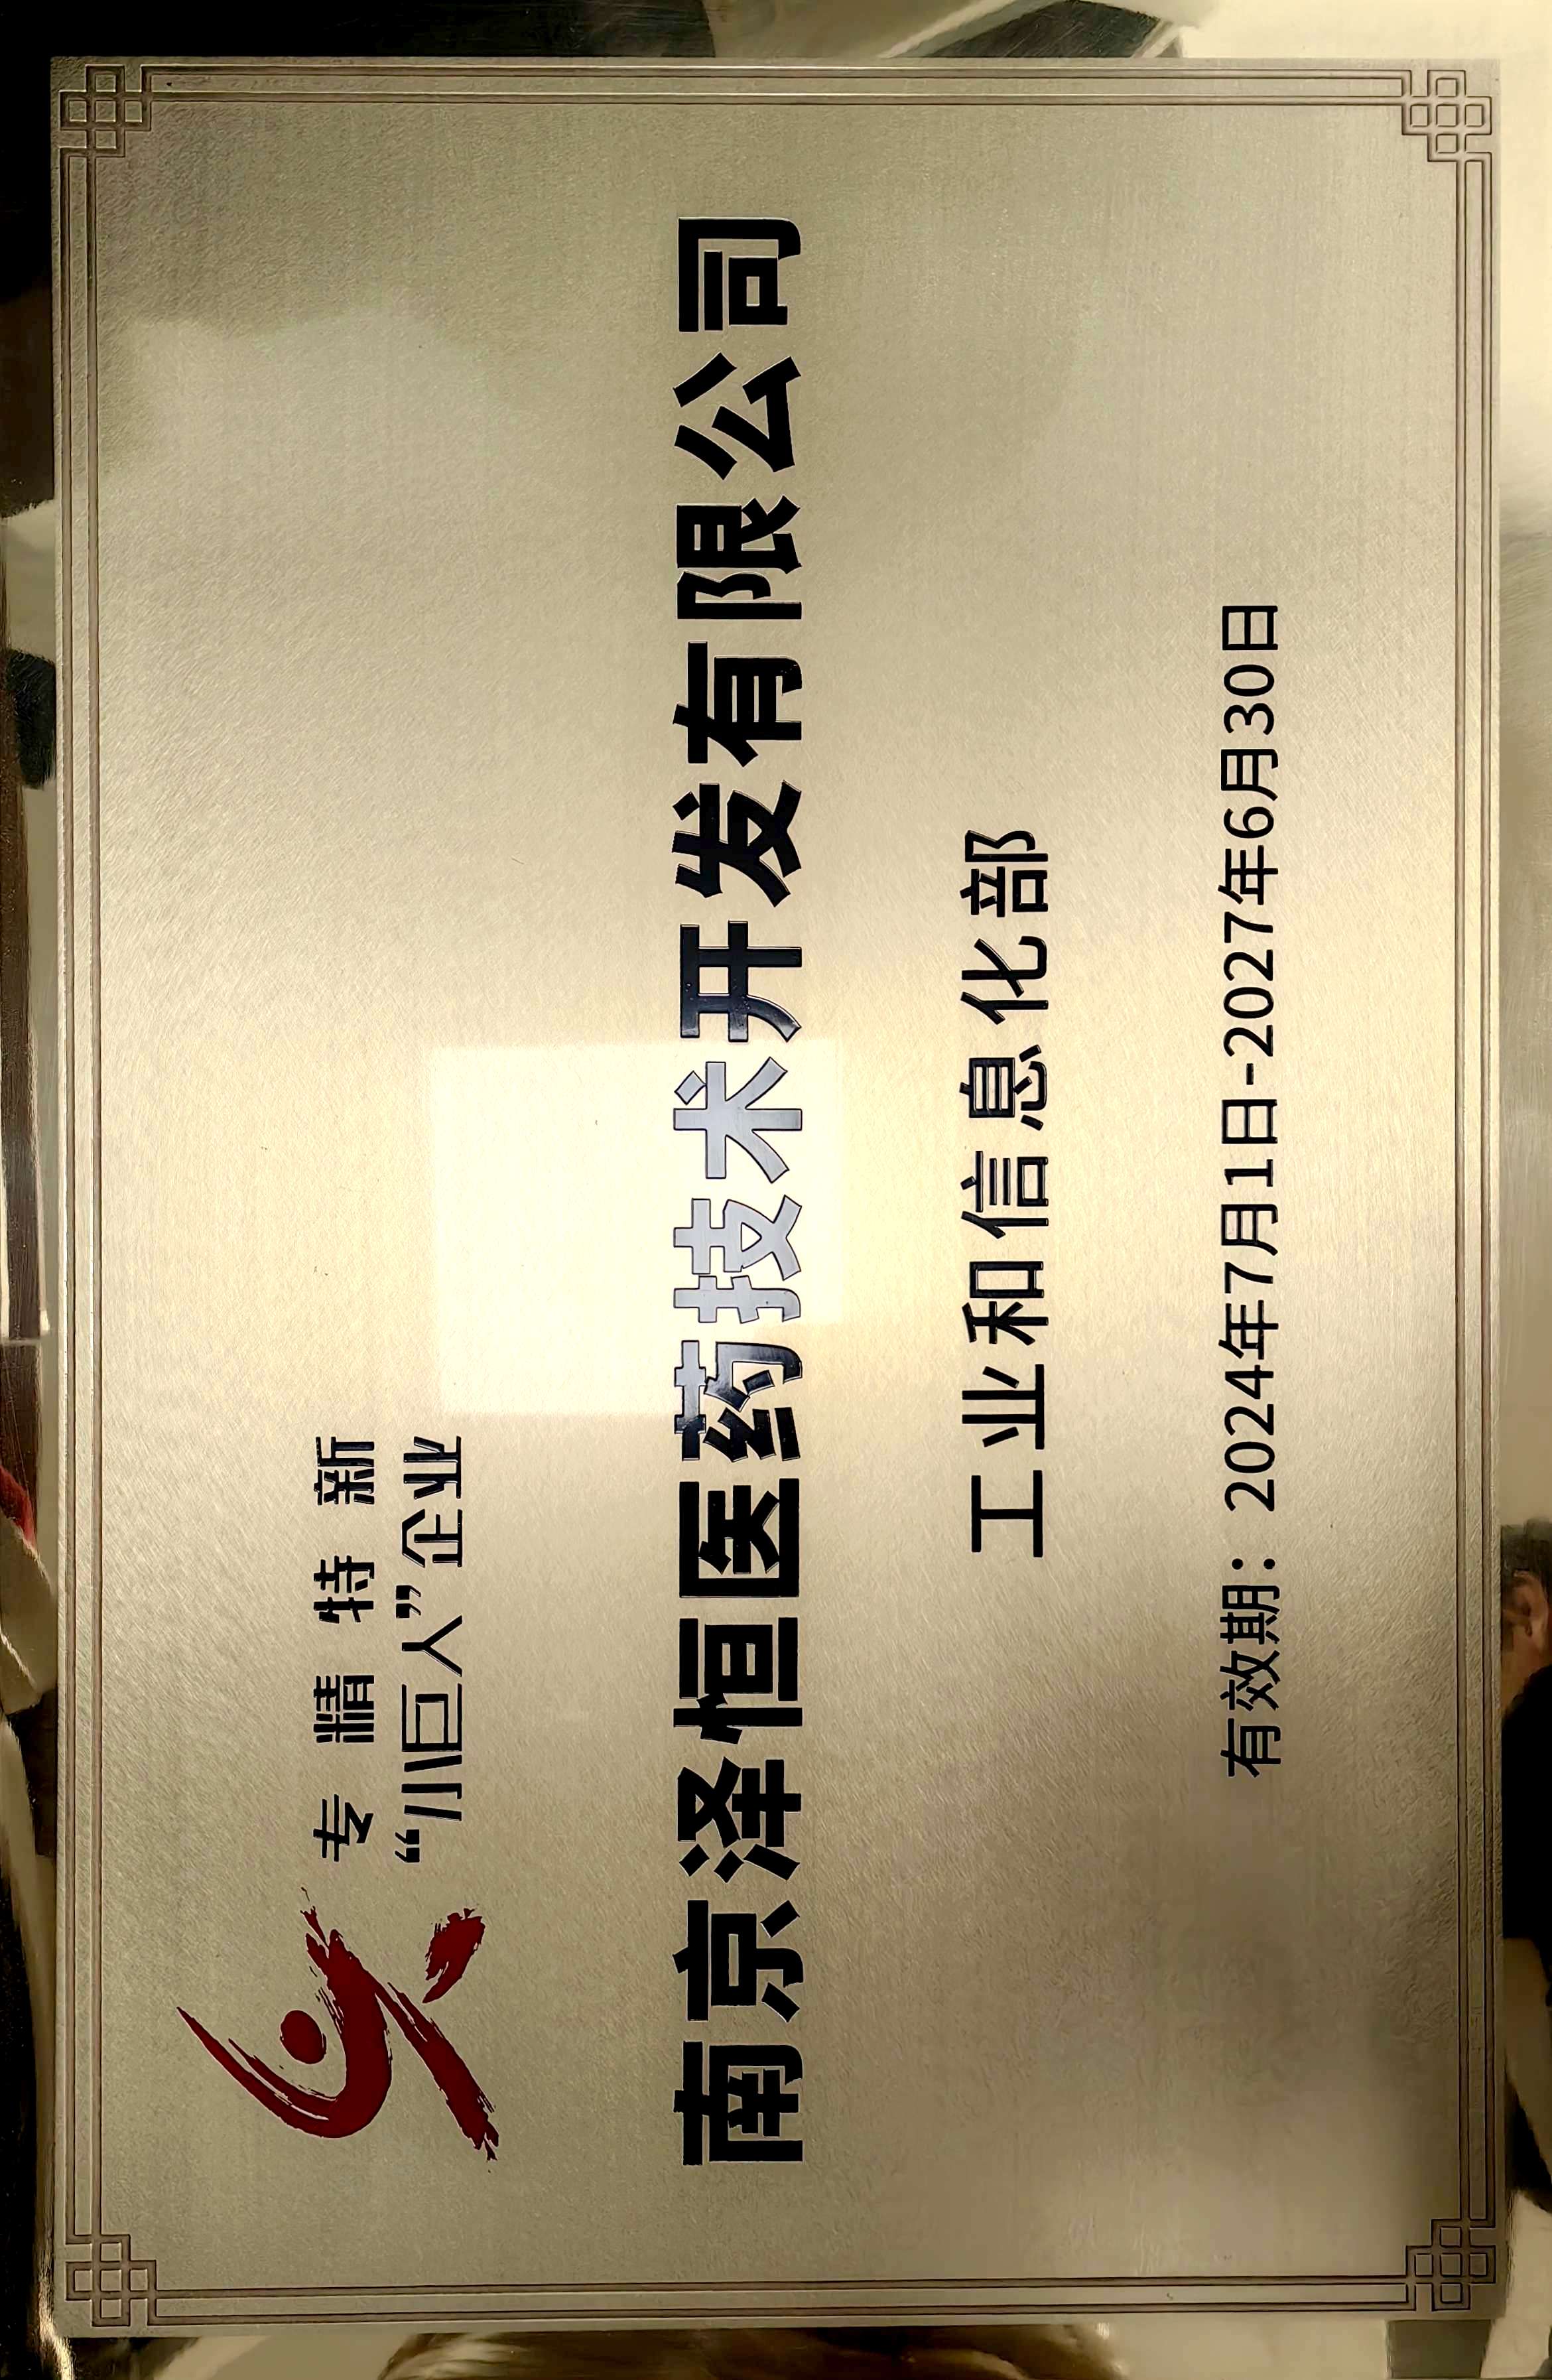 专精特新
“小巨人”企业
南京泽恒医药技术开发有限公司
工业和信息化部
有效期：2024年7月1日-2027年6月30日